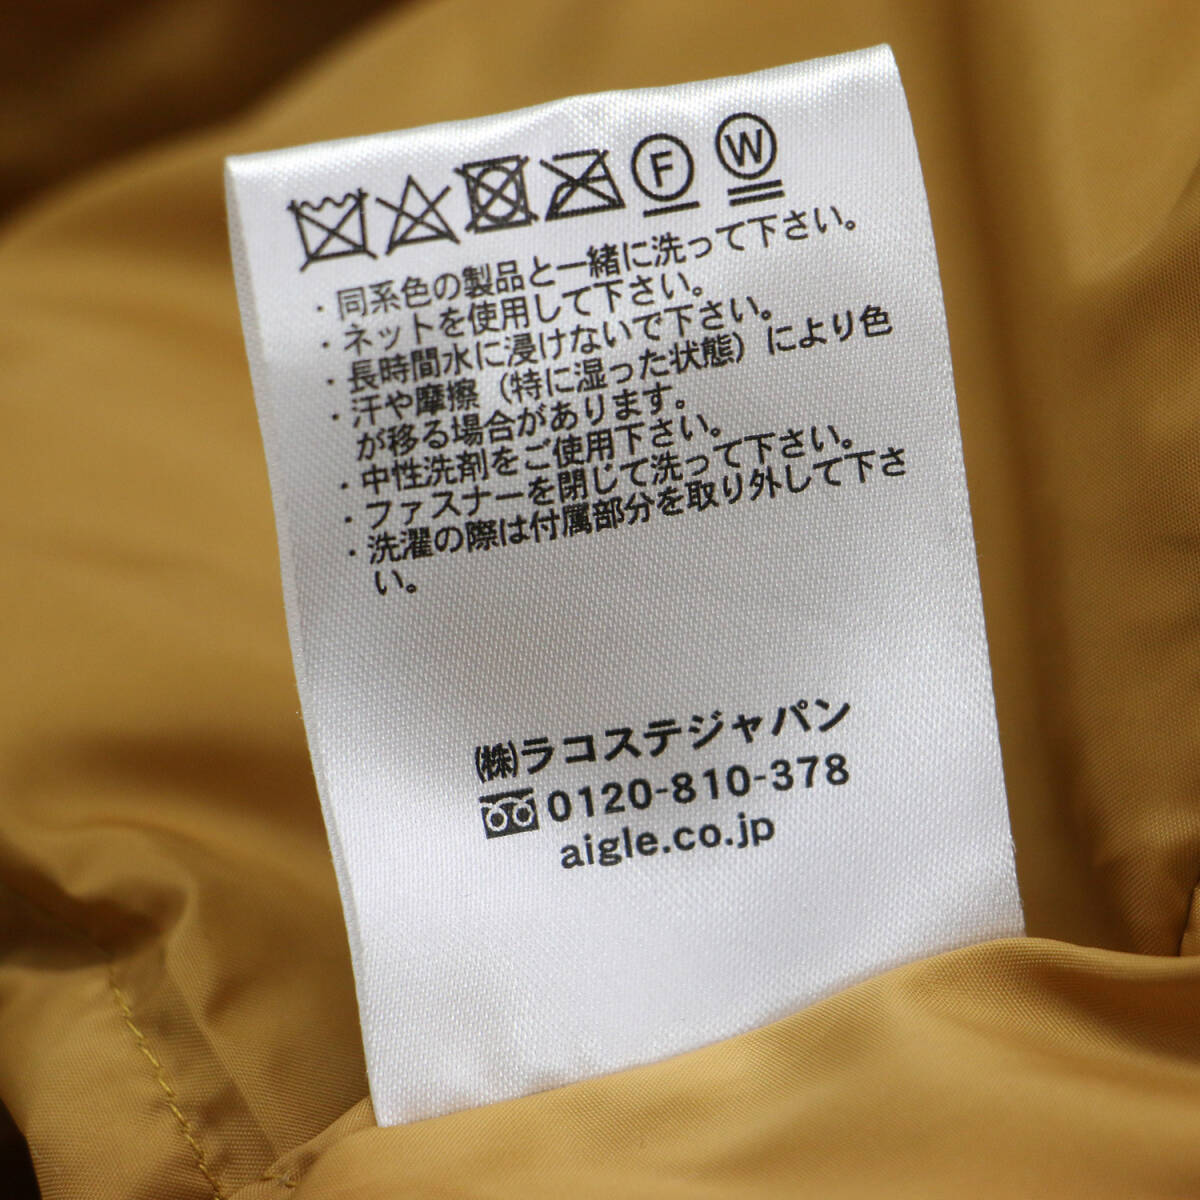 F W
・同系色の製品と一緒に洗って下さい。
・ネットを使用して下さい。
・長時間水に浸けないで下さい。
・汗や摩擦（特に湿った状態）により色
が移る場合があります。
・中性洗剤をご使用下さい。
・ファスナーを閉じて洗って下さい。
・洗濯の際は付属部分を取り外して下さ
い。
㈱ラコステジャパン
0120-810-378
aigle.co.jp